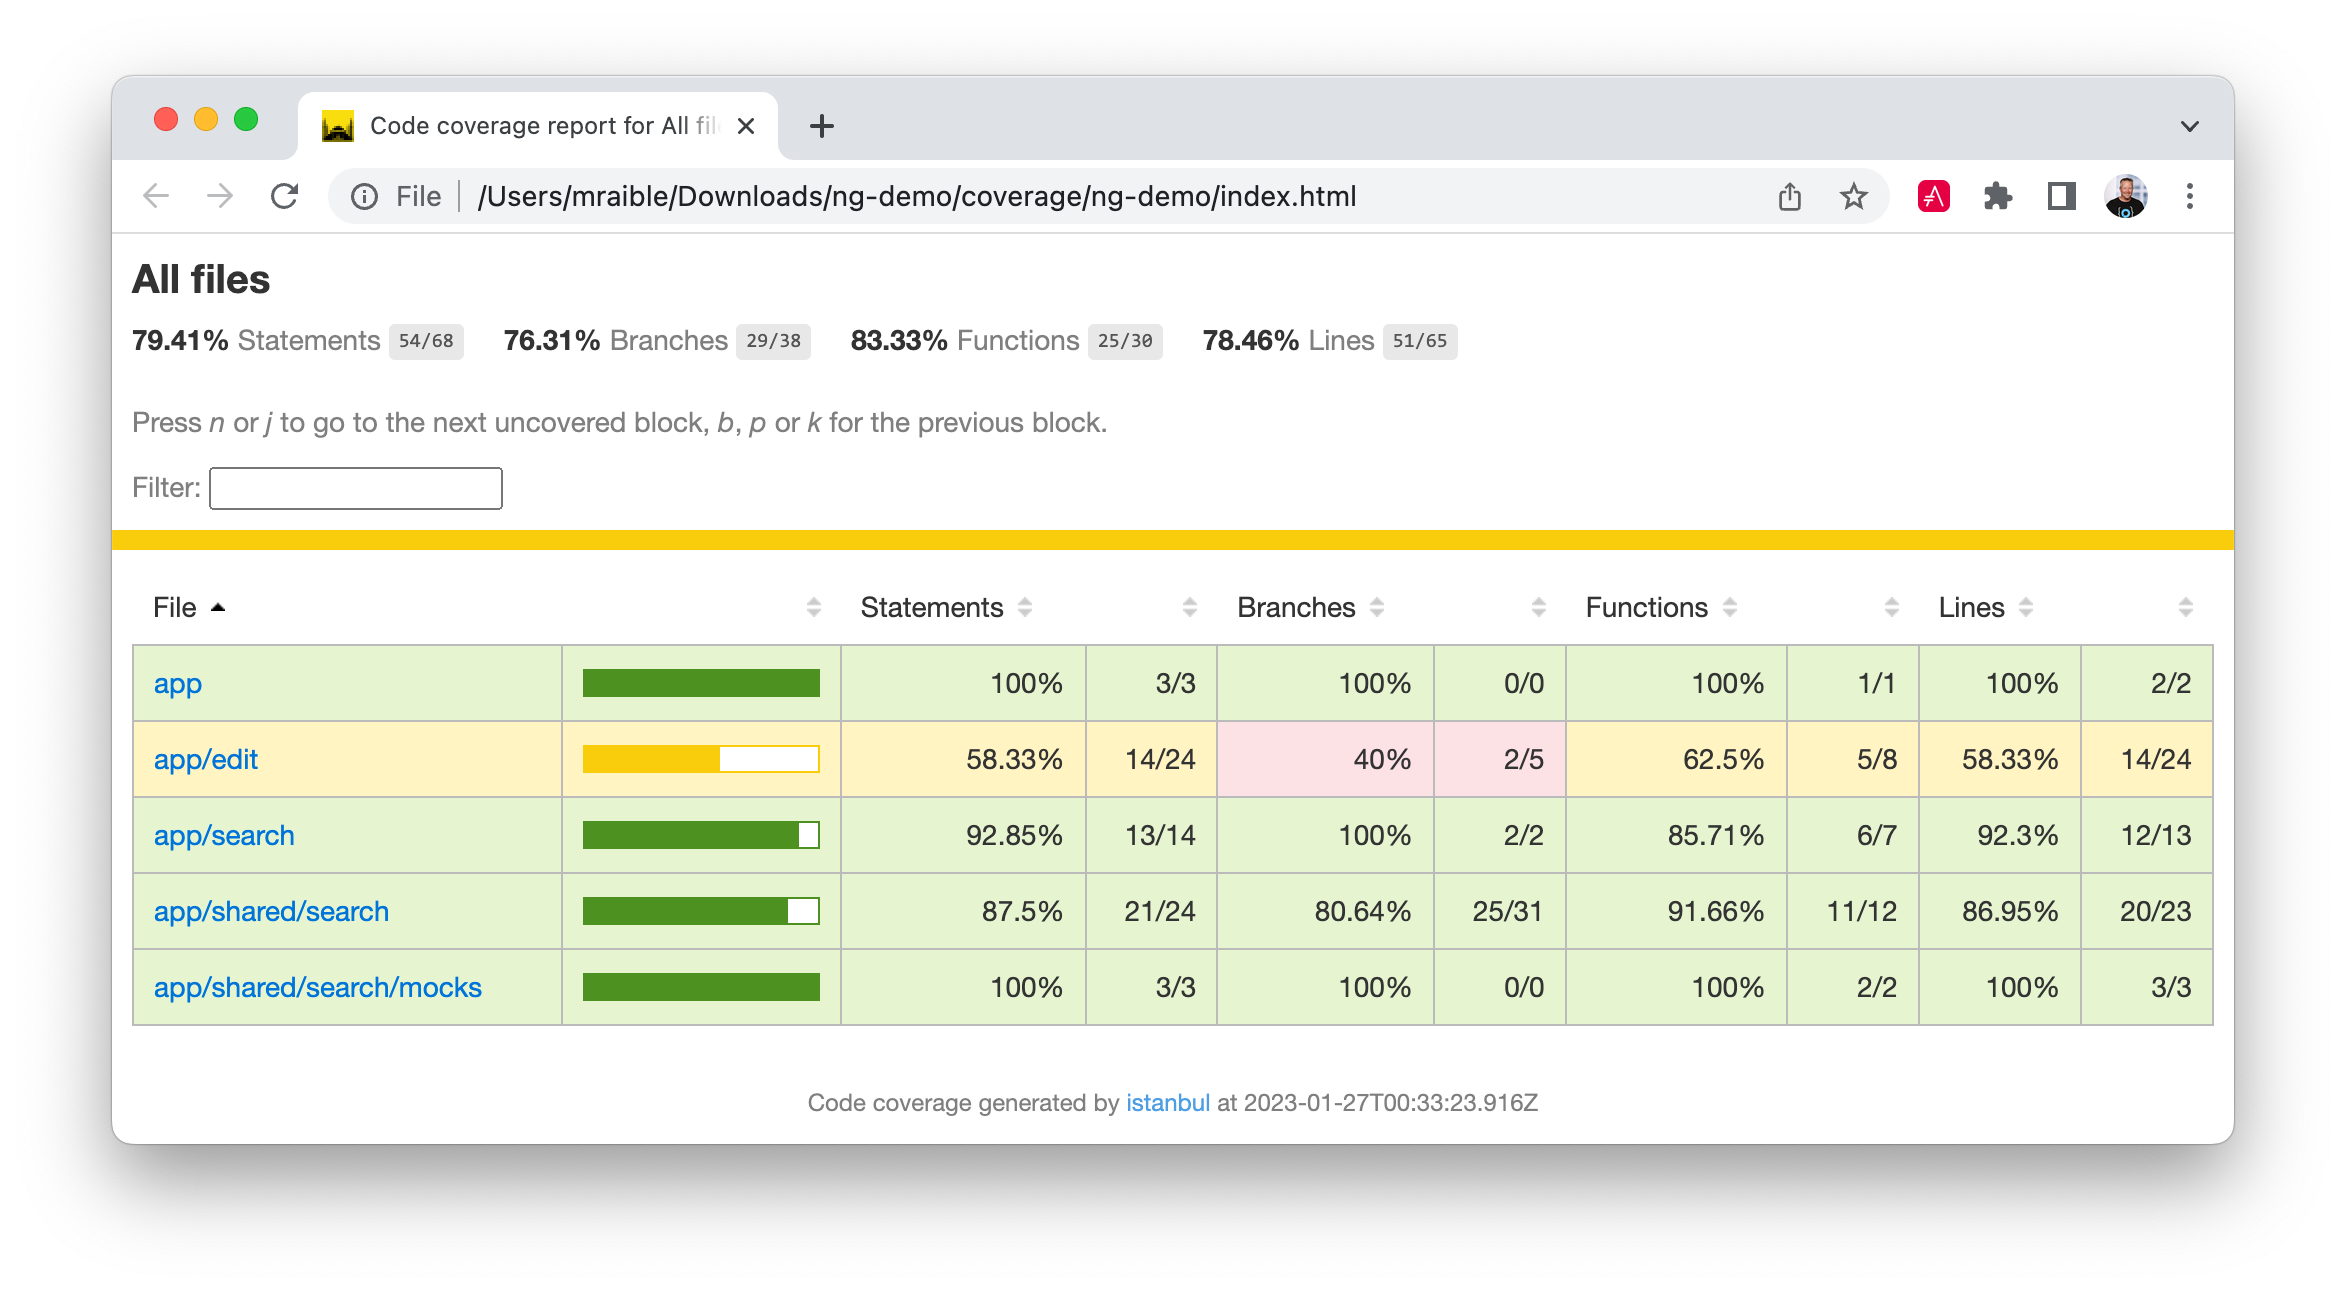 Code coverage report for All fil
File /Users/mraible/Downloads/ng-demo/coverage/ng-demo/index.html
All files
79.41% Statements 54/68 76.31% Branches 29/38 83.33% Functions 25/30 78.46% Lines 51/65
Press n or j to go to the next uncovered block, b, p or k for the previous block.
Filter:
File Statements Branches Functions Lines
app 100% 3/3 100% 0/0 100% 1/1 100% 2/2
app/edit 58.33% 14/24 40% 2/5 62.5% 5/8 58.33% 14/24
app/search 92.85% 13/14 100% 2/2 85.71% 6/7 92.3% 12/13
app/shared/search 87.5% 21/24 80.64% 25/31 91.66% 11/12 86.95% 20/23
app/shared/search/mocks 100% 3/3 100% 0/0 100% 2/2 100% 3/3
Code coverage generated by istanbul at 2023-01-27T00:33:23.916Z